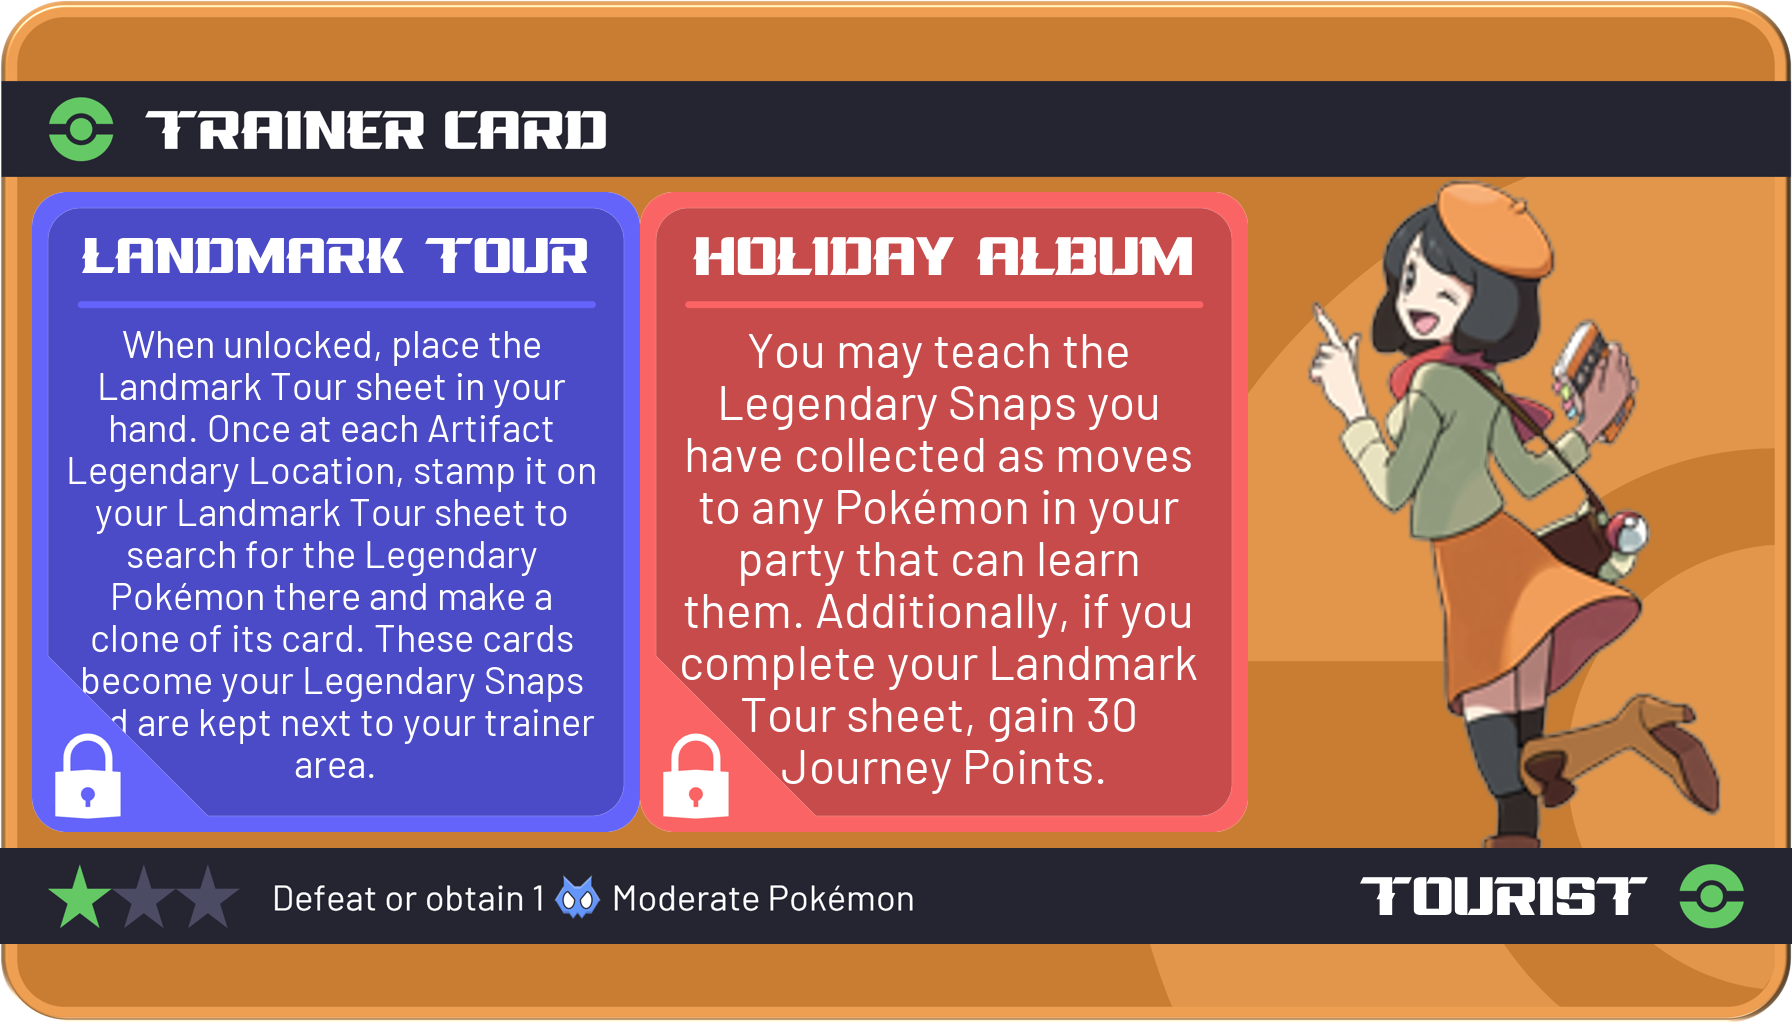 TRAINER CARD
LANDMARK TOUR
When unlocked, place the
Landmark Tour sheet in your
hand. Once at each Artifact
Legendary Location, stamp it on
your Landmark Tour sheet to
search for the Legendary
Pokémon there and make a
clone of its card. These cards
become your Legendary Snaps
d are kept next to your trainer
area.
HOLIDAY ALBUM
You may teach the
Legendary Snaps you
have collected as moves
to any Pokémon in your
party that can learn
them. Additionally, if you
complete your Landmark
Tour sheet, gain 30
Journey Points.
Defeat or obtain 1 Moderate Pokémon
TOURIST